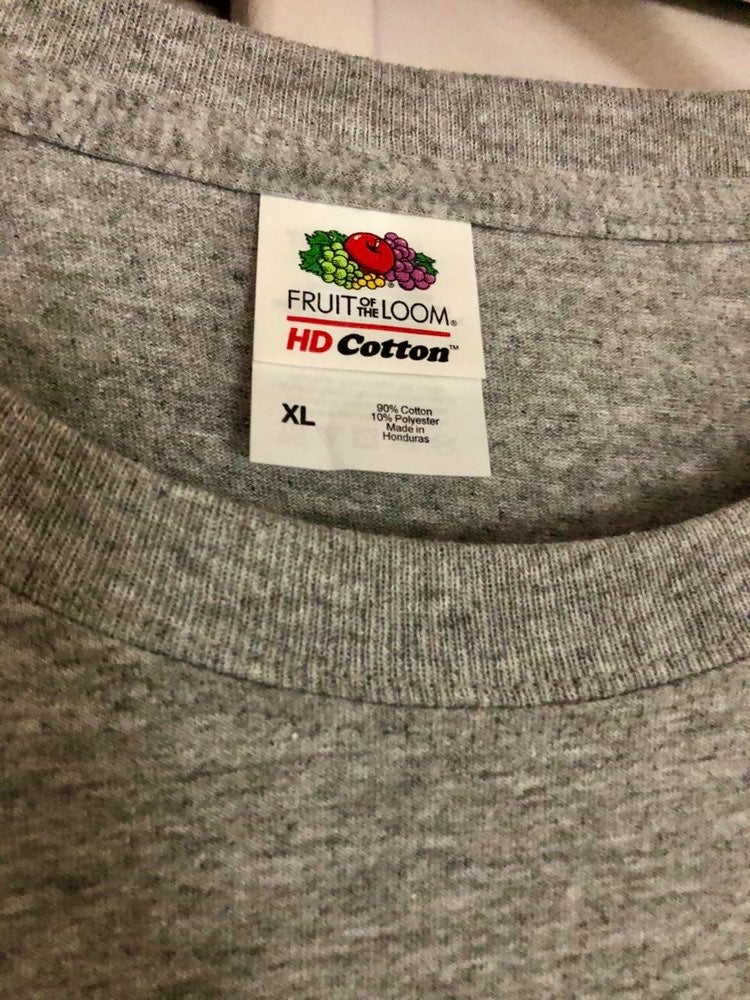 FRUIT OF THE LOOM®
HD Cotton™
XL
90% Cotton
10% Polyester
Made in
Honduras